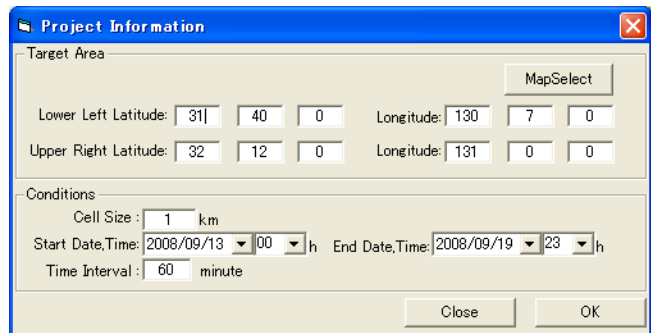 Project Information
Target Area
MapSelect
Lower Left Latitude: 31 40 0 Longitude: 130 7 0
Upper Right Latitude: 32 12 0 Longitude: 131 0 0
Conditions
Cell Size : 1 km
Start Date,Time: 2008/09/13 00 h End Date,Time: 2008/09/19 23 h
Time Interval : 60 minute
Close OK